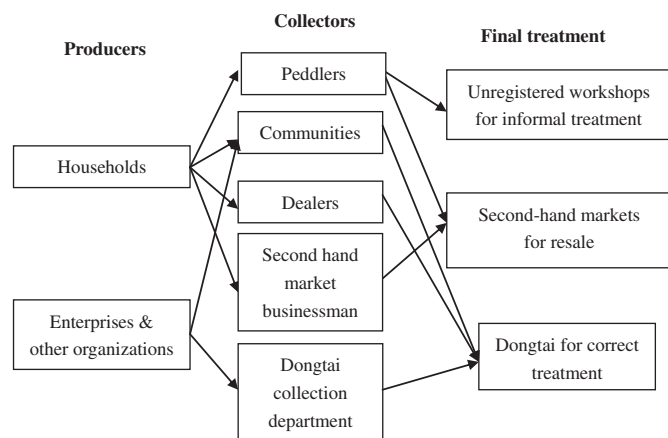 Producers
Collectors
Final treatment
Households
Enterprises &
other organizations
Peddlers
Communities
Dealers
Second hand
market
businessman
Dongtai
collection
department
Unregistered workshops
for informal treatment
Second-hand markets
for resale
Dongtai for correct
treatment